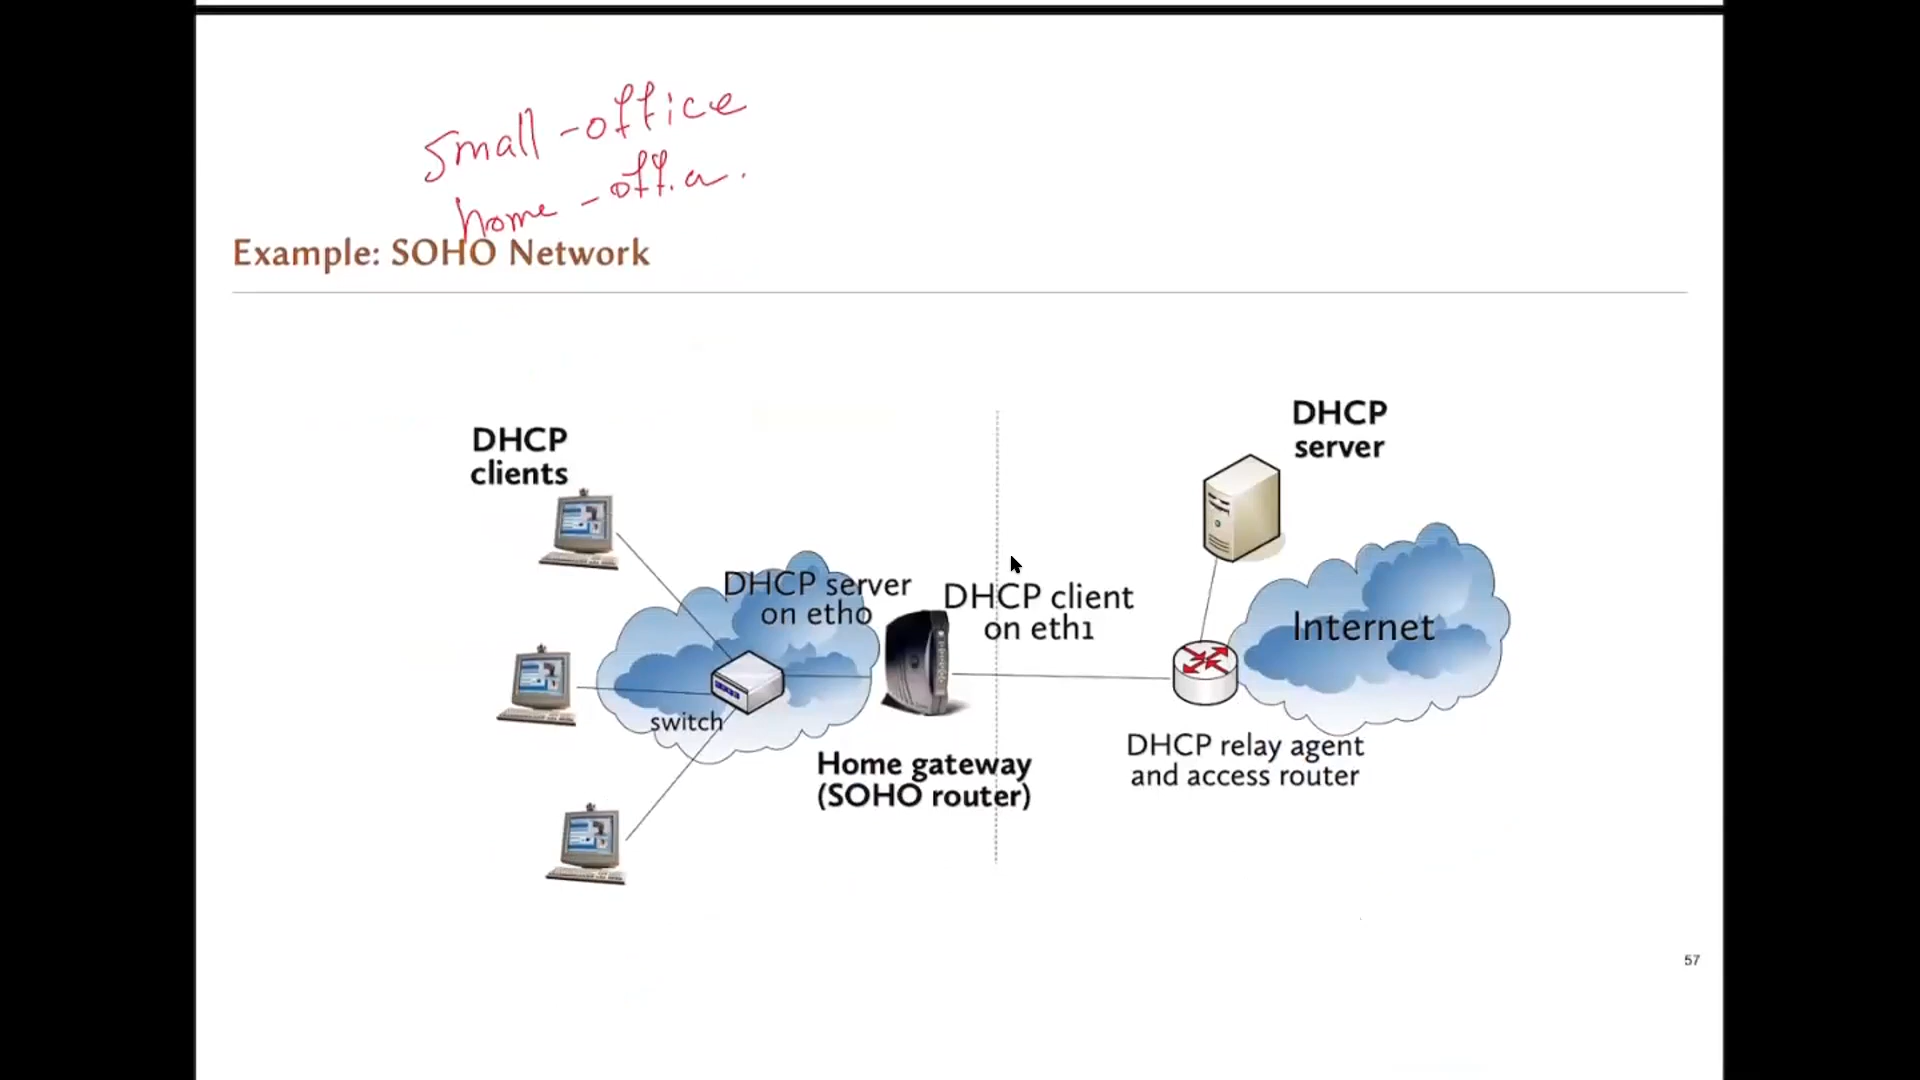 small-office
home-office.
Example: SOHO Network
DHCP
clients
DHCP
server
DHCP server
on eth0
DHCP client
on eth1
Internet
switch
Home gateway
(SOHO router)
DHCP relay agent
and access router
57